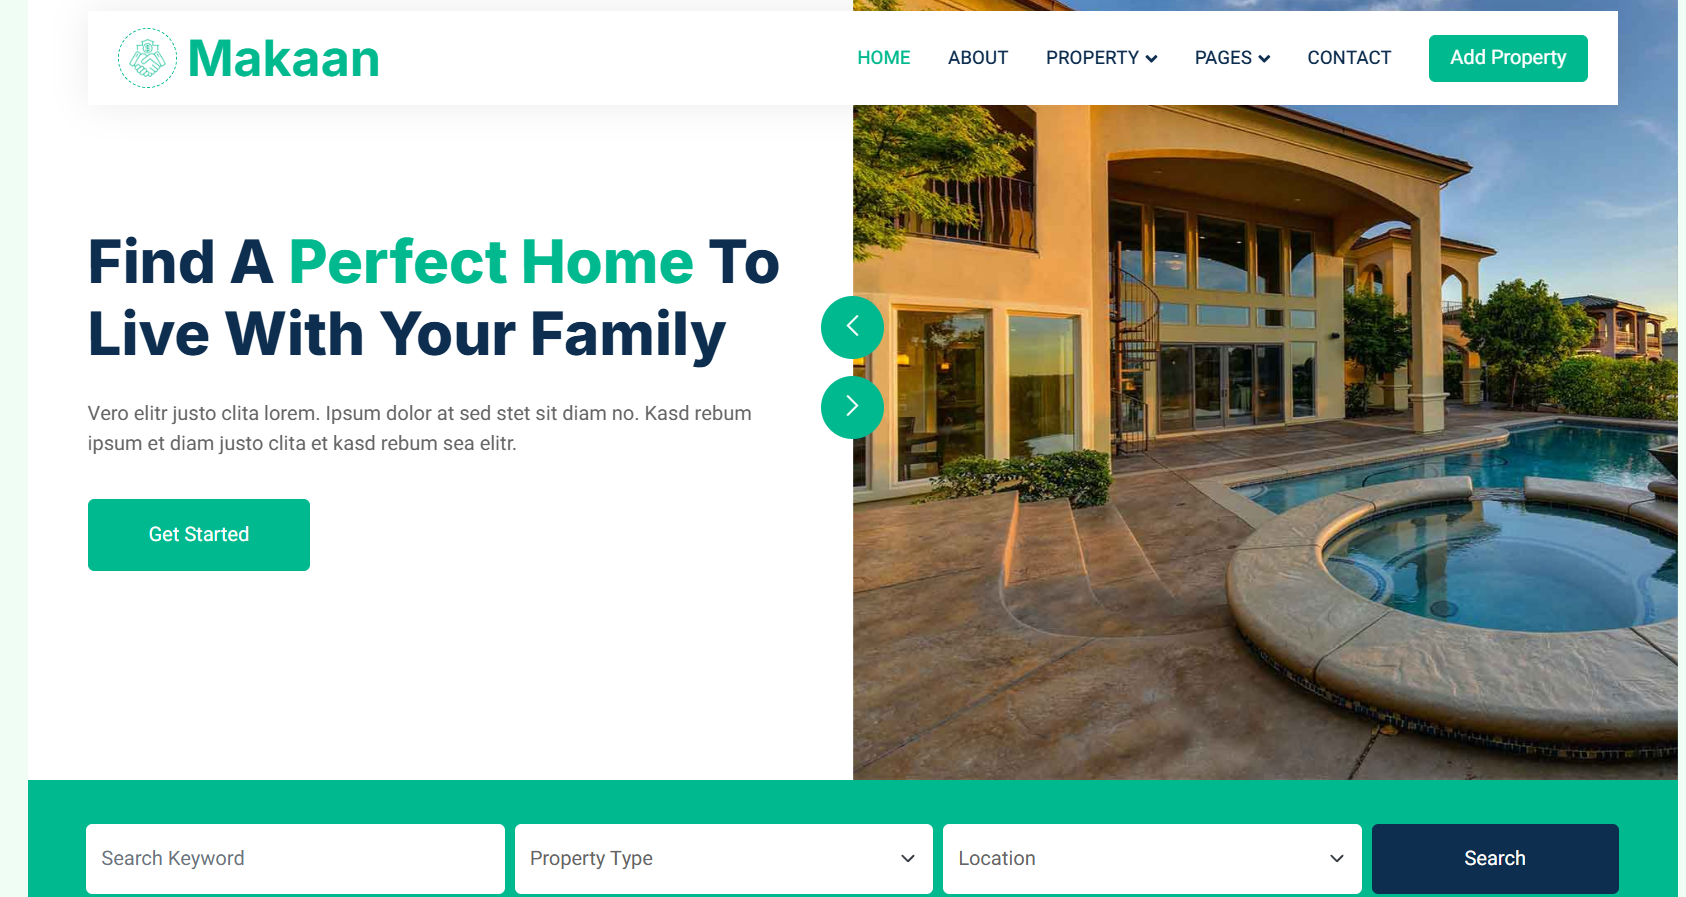 Makaan
HOME
ABOUT
PROPERTY
PAGES
CONTACT
Add Property
Find A Perfect Home To
Live With Your Family
Vero elitr justo clita lorem. Ipsum dolor at sed stet sit diam no. Kasd rebum
ipsum et diam justo clita et kasd rebum sea elitr.
Get Started
Search Keyword
Property Type
Location
Search